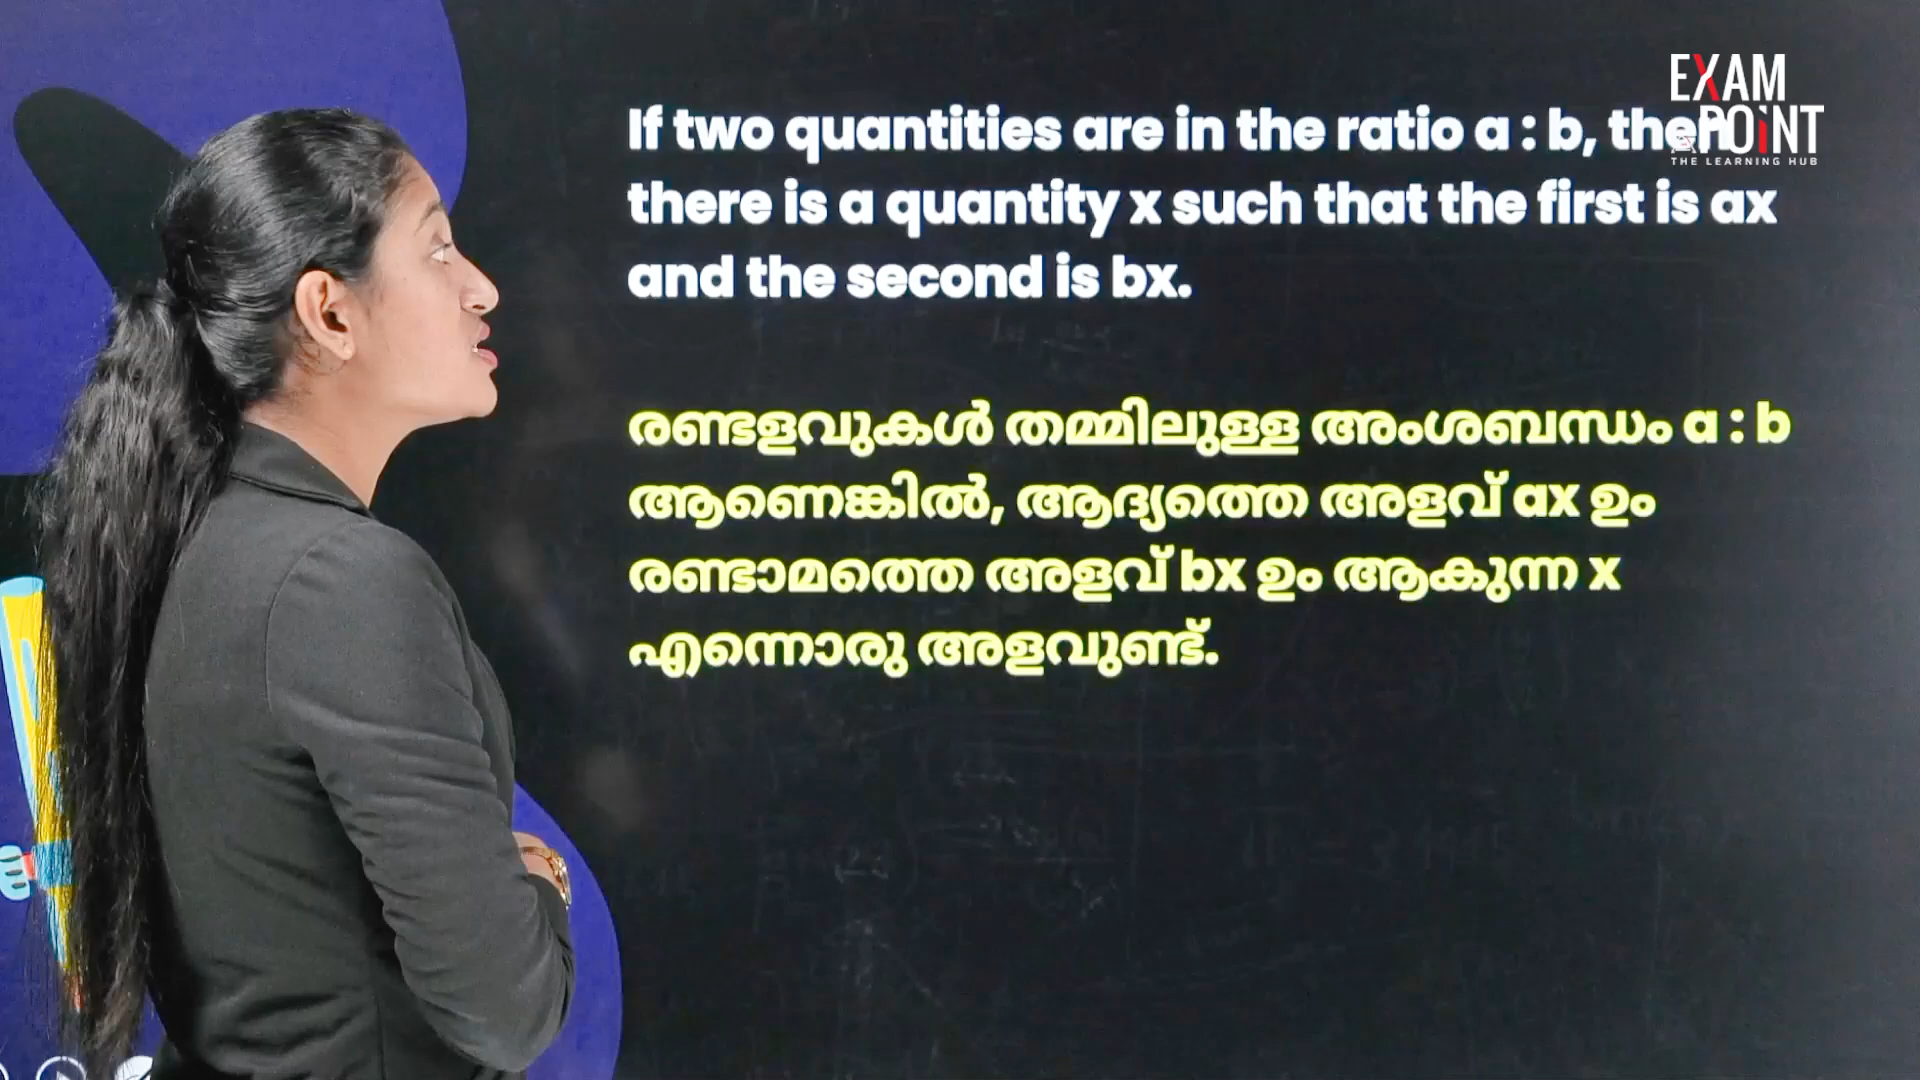 EXAM
POINT
THE LEARNING HUB
If two quantities are in the ratio a : b, then
there is a quantity x such that the first is ax
and the second is bx.
രണ്ടളവുകൾ തമ്മിലുള്ള അംശബന്ധം a : b
ആണെങ്കിൽ, ആദ്യത്തെ അളവ് ax ഉം
രണ്ടാമത്തെ അളവ് bx ഉം ആകുന്ന x
എന്നൊരു അളവുണ്ട്.